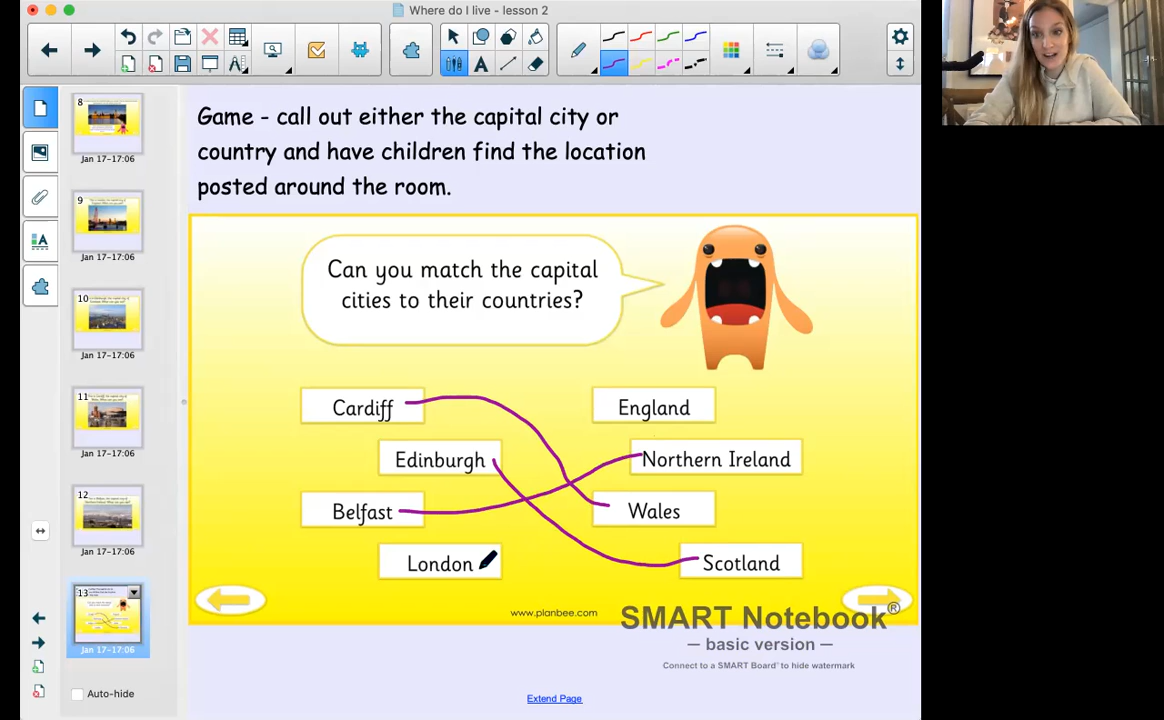 Where do I live - lesson 2
8
Jan 17-17:06
9
Jan 17-17:06
10
Jan 17-17:06
11
Jan 17-17:06
12
Jan 17-17:06
13
Jan 17-17:06
Auto-hide
Game - call out either the capital city or
country and have children find the location
posted around the room.
Can you match the capital
cities to their countries?
Cardiff
England
Edinburgh
Northern Ireland
Belfast
Wales
London
Scotland
www.planbee.com
SMART Notebook®
— basic version —
Connect to a SMART Board™ to hide watermark
Extend Page